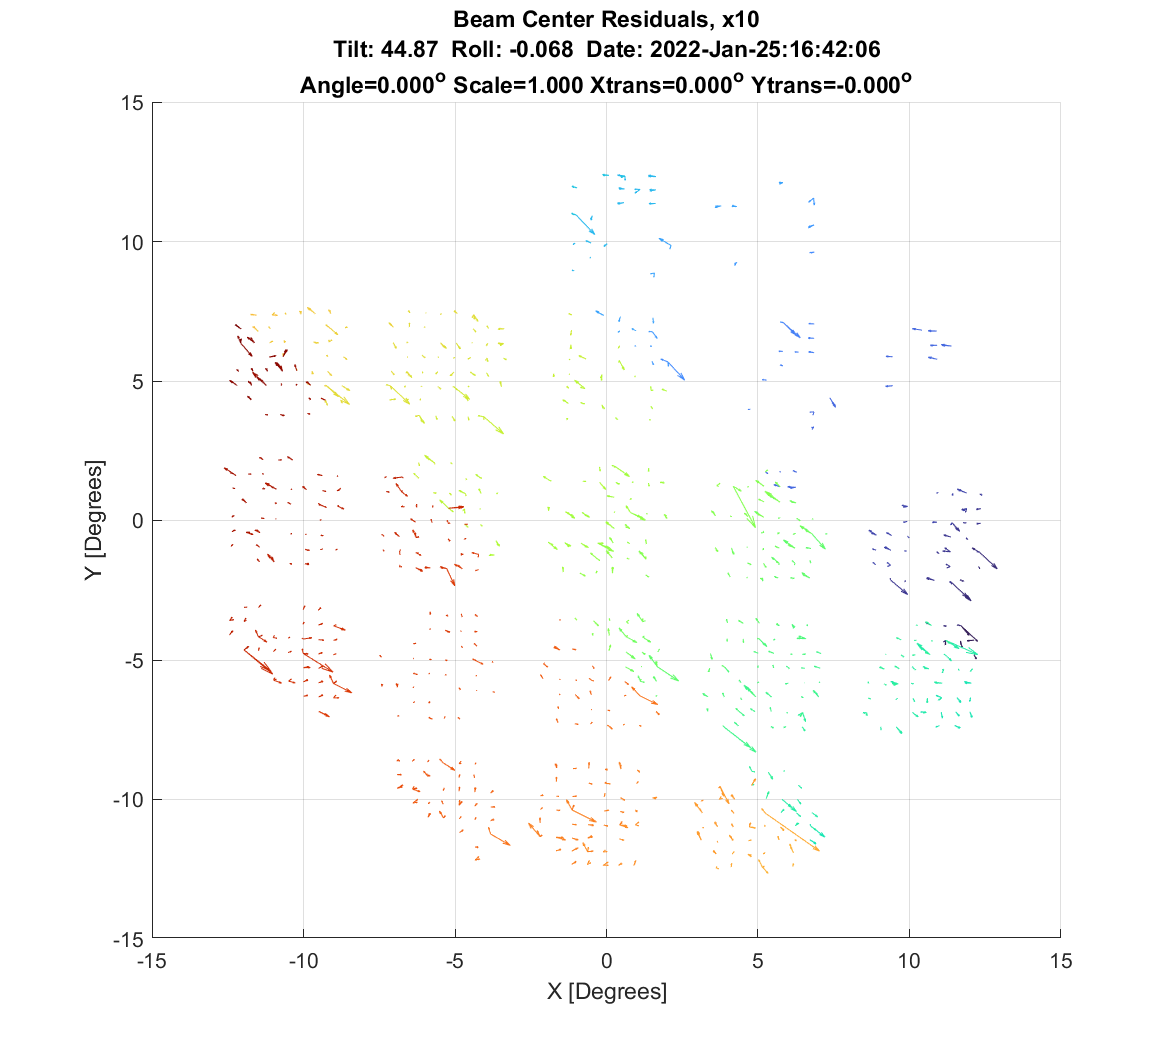 Beam Center Residuals, x10
Tilt: 44.87  Roll: -0.068  Date: 2022-Jan-25:16:42:06
Angle=0.000° Scale=1.000 Xtrans=0.000° Ytrans=-0.000°
15
10
5
0
-5
-10
-15
Y [Degrees]
-15 -10 -5 0 5 10 15
X [Degrees]